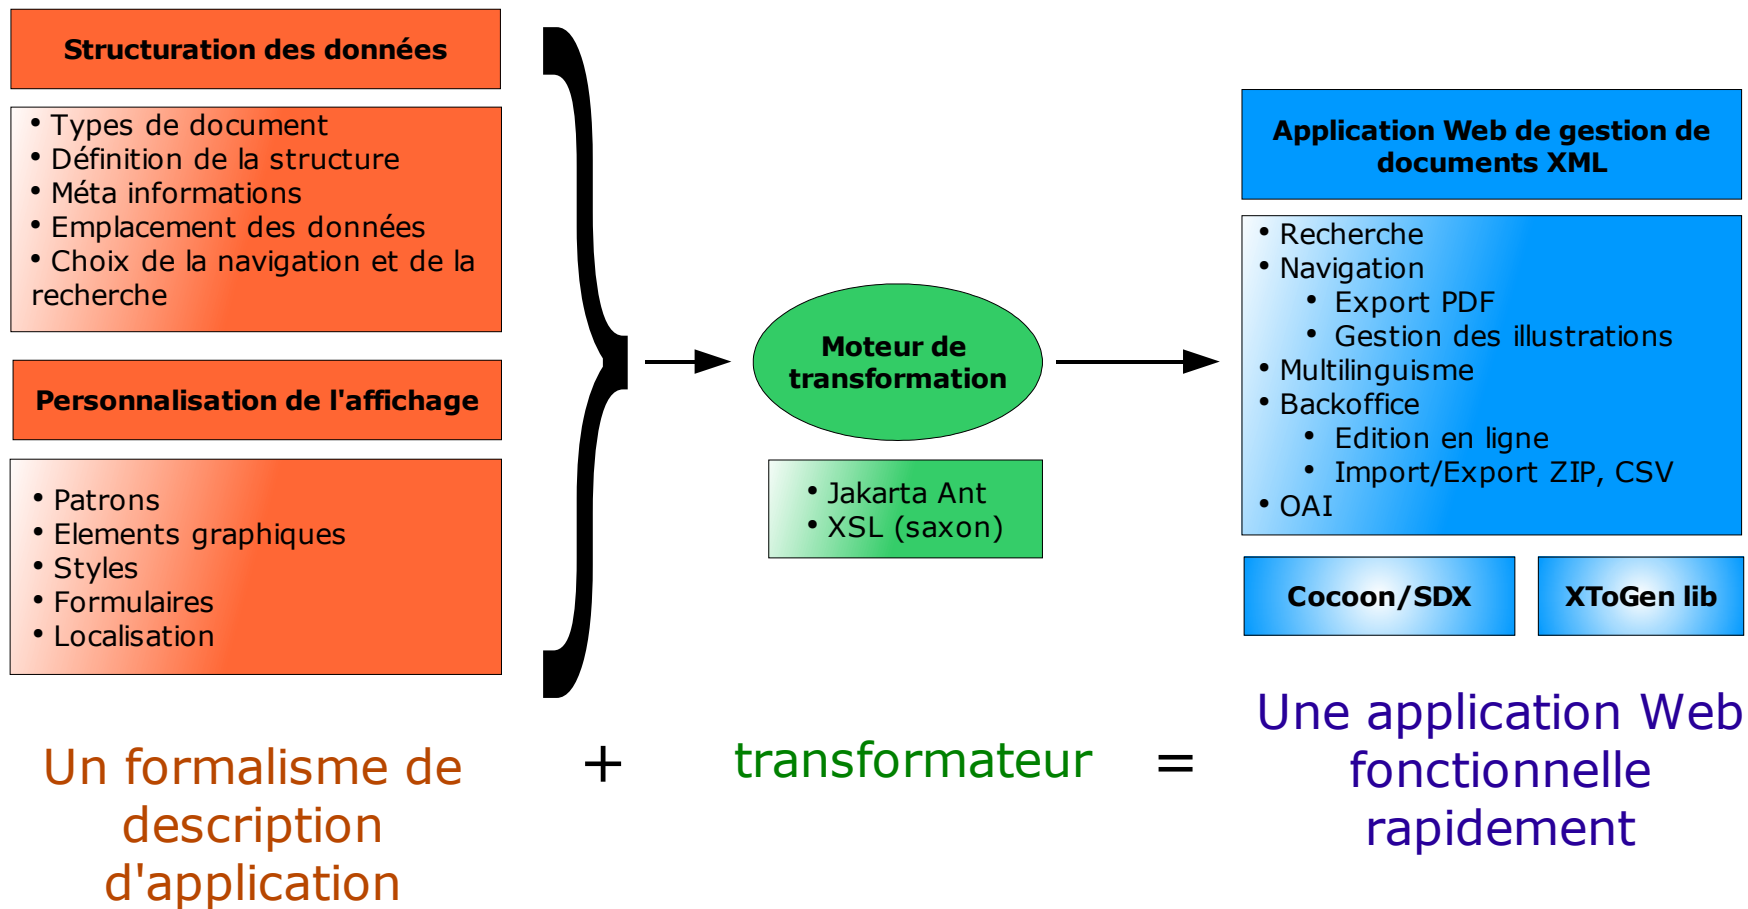 Structuration des données
• Types de document
• Définition de la structure
• Méta informations
• Emplacement des données
• Choix de la navigation et de la
recherche
Personnalisation de l'affichage
• Patrons
• Elements graphiques
• Styles
• Formulaires
• Localisation
Moteur de
transformation
• Jakarta Ant
• XSL (saxon)
Application Web de gestion de
documents XML
• Recherche
• Navigation
• Export PDF
• Gestion des illustrations
• Multilinguisme
• Backoffice
• Edition en ligne
• Import/Export ZIP, CSV
• OAI
Cocoon/SDX
XToGen lib
Un formalisme de
description
d'application
+
transformateur
=
Une application Web
fonctionnelle
rapidement